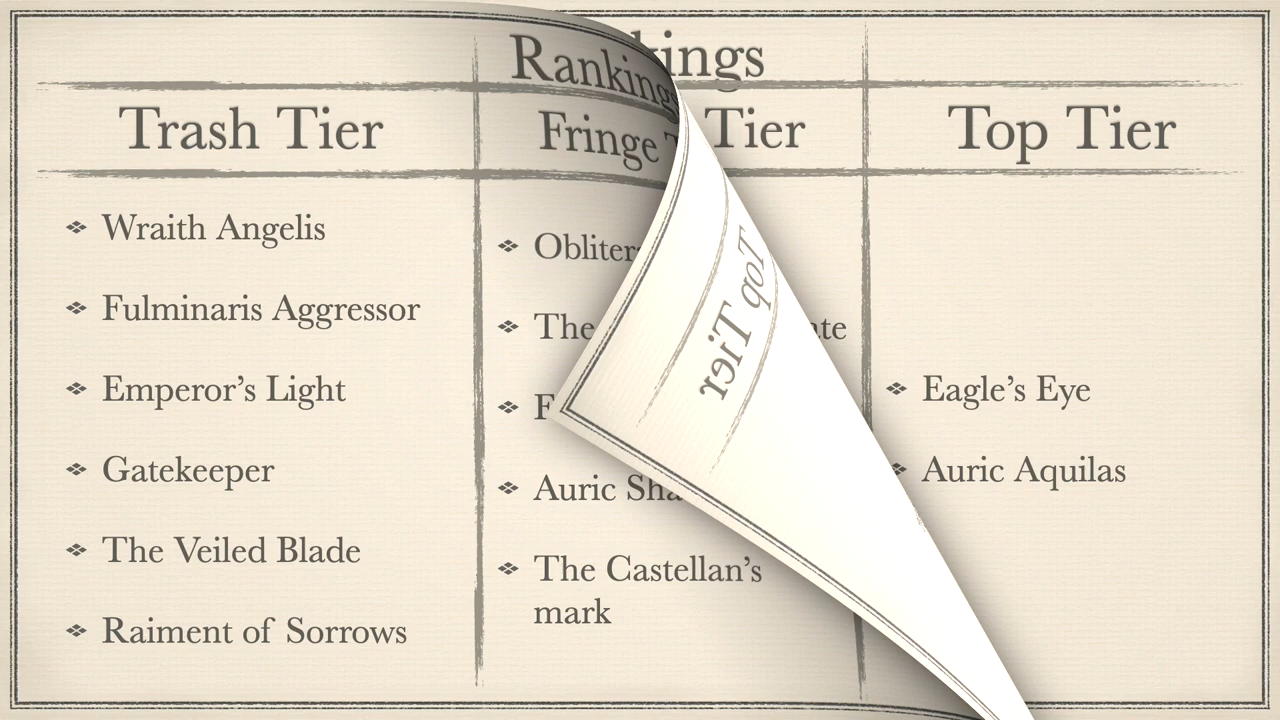 Rankings
kings
Trash Tier
Fringe
Tier
Top Tier
Wraith Angelis
Fulminaris Aggressor
Emperor's Light
Gatekeeper
The Veiled Blade
Raiment of Sorrows
The
Auric
The Castellan's
mark
Top Tier
Eagle's Eye
Auric Aquilas